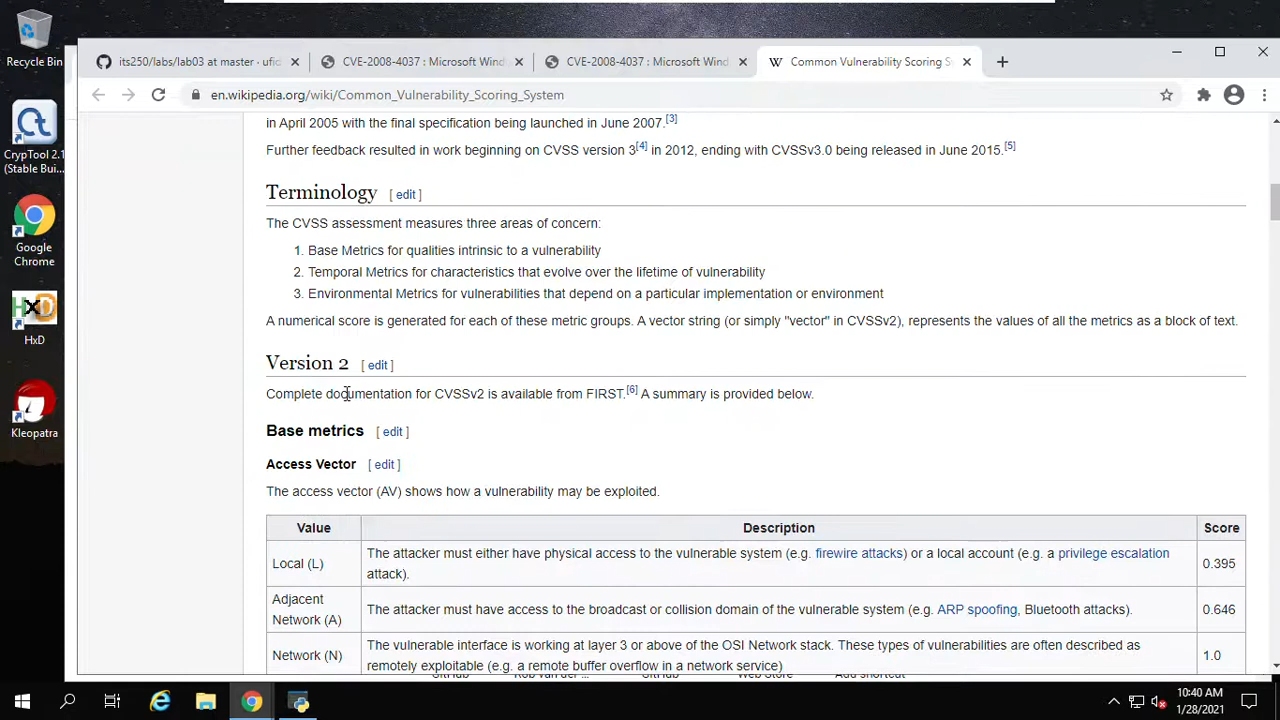 Recycle Bin
CrypTool 2.1
(Stable Bui...
Google
Chrome
HxD
Kleopatra
its250/labs/lab03 at master · ufid
CVE-2008-4037 : Microsoft Wind
CVE-2008-4037 : Microsoft Wind
W Common Vulnerability Scoring S
en.wikipedia.org/wiki/Common_Vulnerability_Scoring_System
in April 2005 with the final specification being launched in June 2007.[3]
Further feedback resulted in work beginning on CVSS version 3[4] in 2012, ending with CVSSv3.0 being released in June 2015.[5]
Terminology [ edit ]
The CVSS assessment measures three areas of concern:
1. Base Metrics for qualities intrinsic to a vulnerability
2. Temporal Metrics for characteristics that evolve over the lifetime of vulnerability
3. Environmental Metrics for vulnerabilities that depend on a particular implementation or environment
A numerical score is generated for each of these metric groups. A vector string (or simply "vector" in CVSSv2), represents the values of all the metrics as a block of text.
Version 2 [ edit ]
Complete documentation for CVSSv2 is available from FIRST.[6] A summary is provided below.
Base metrics [ edit ]
Access Vector [ edit ]
The access vector (AV) shows how a vulnerability may be exploited.
Value Description Score
Local (L) The attacker must either have physical access to the vulnerable system (e.g. firewire attacks) or a local account (e.g. a privilege escalation
attack). 0.395
Adjacent
Network (A) The attacker must have access to the broadcast or collision domain of the vulnerable system (e.g. ARP spoofing, Bluetooth attacks). 0.646
Network (N) The vulnerable interface is working at layer 3 or above of the OSI Network stack. These types of vulnerabilities are often described as
remotely exploitable (e.g. a remote buffer overflow in a network service) 1.0
GitHub Rob van der ... GitHub Web Store Add shortcut
10:40 AM
1/28/2021